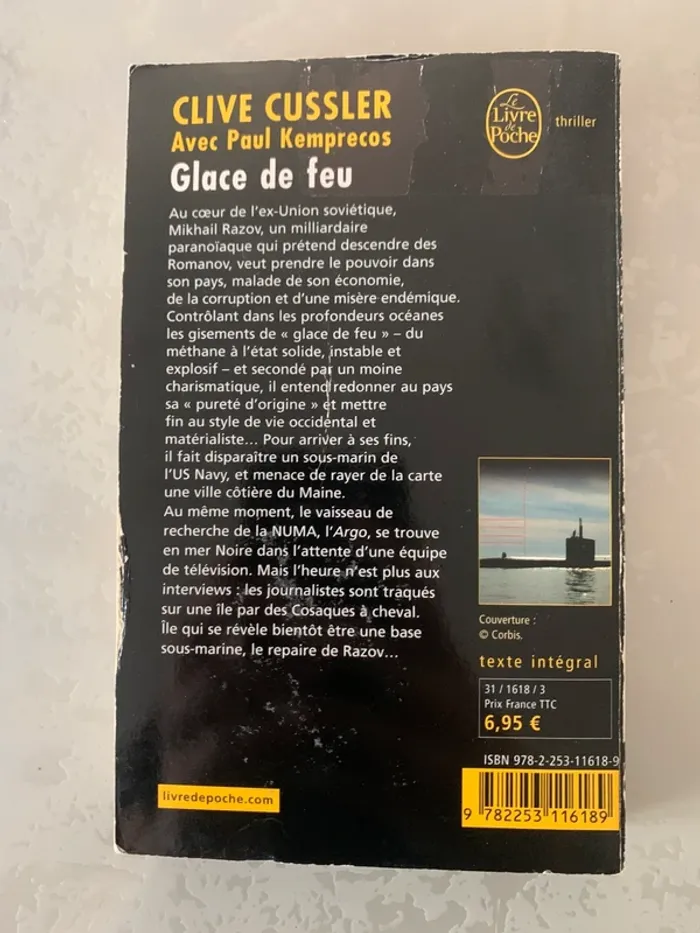 CLIVE CUSSLER
Avec Paul Kemprecos
Glace de feu
Le
Livre
de
Poche
thriller
Au cœur de l'ex-Union soviétique,
Mikhail Razov, un milliardaire
paranoïaque qui prétend descendre des
Romanov, veut prendre le pouvoir dans
son pays, malade de son économie,
de la corruption et d'une misère endémique.
Contrôlant dans les profondeurs océanes
les gisements de « glace de feu » – du
méthane à l'état solide, instable et
explosif – et secondé par un moine
charismatique, il entend redonner au pays
sa « pureté d'origine » et mettre
fin au style de vie occidental et
matérialiste... Pour arriver à ses fins,
il fait disparaître un sous-marin de
l'US Navy, et menace de rayer de la carte
une ville côtière du Maine.
Au même moment, le vaisseau de
recherche de la NUMA, l'Argo, se trouve
en mer Noire dans l'attente d'une équipe
de télévision. Mais l'heure n'est plus aux
interviews : les journalistes sont traqués
sur une île par des Cosaques à cheval.
Île qui se révèle bientôt être une base
sous-marine, le repaire de Razov...
Couverture :
© Corbis.
texte intégral
31 / 1618 / 3
Prix France TTC
6,95 €
ISBN 978-2-253-11618-9
9 782253 116189
livredepoche.com